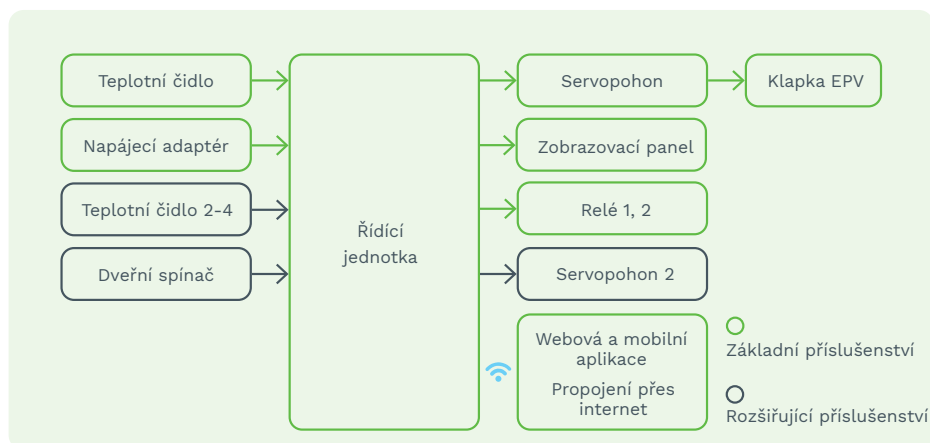 Teplotní čidlo
Napájecí adaptér
Teplotní čidlo 2-4
Dveřní spínač
Řídící
jednotka
Servopohon
Klapka EPV
Zobrazovací panel
Relé 1, 2
Servopohon 2
Webová a mobilní
aplikace
Propojení přes
internet
Základní příslušenství
Rozšiřující příslušenství